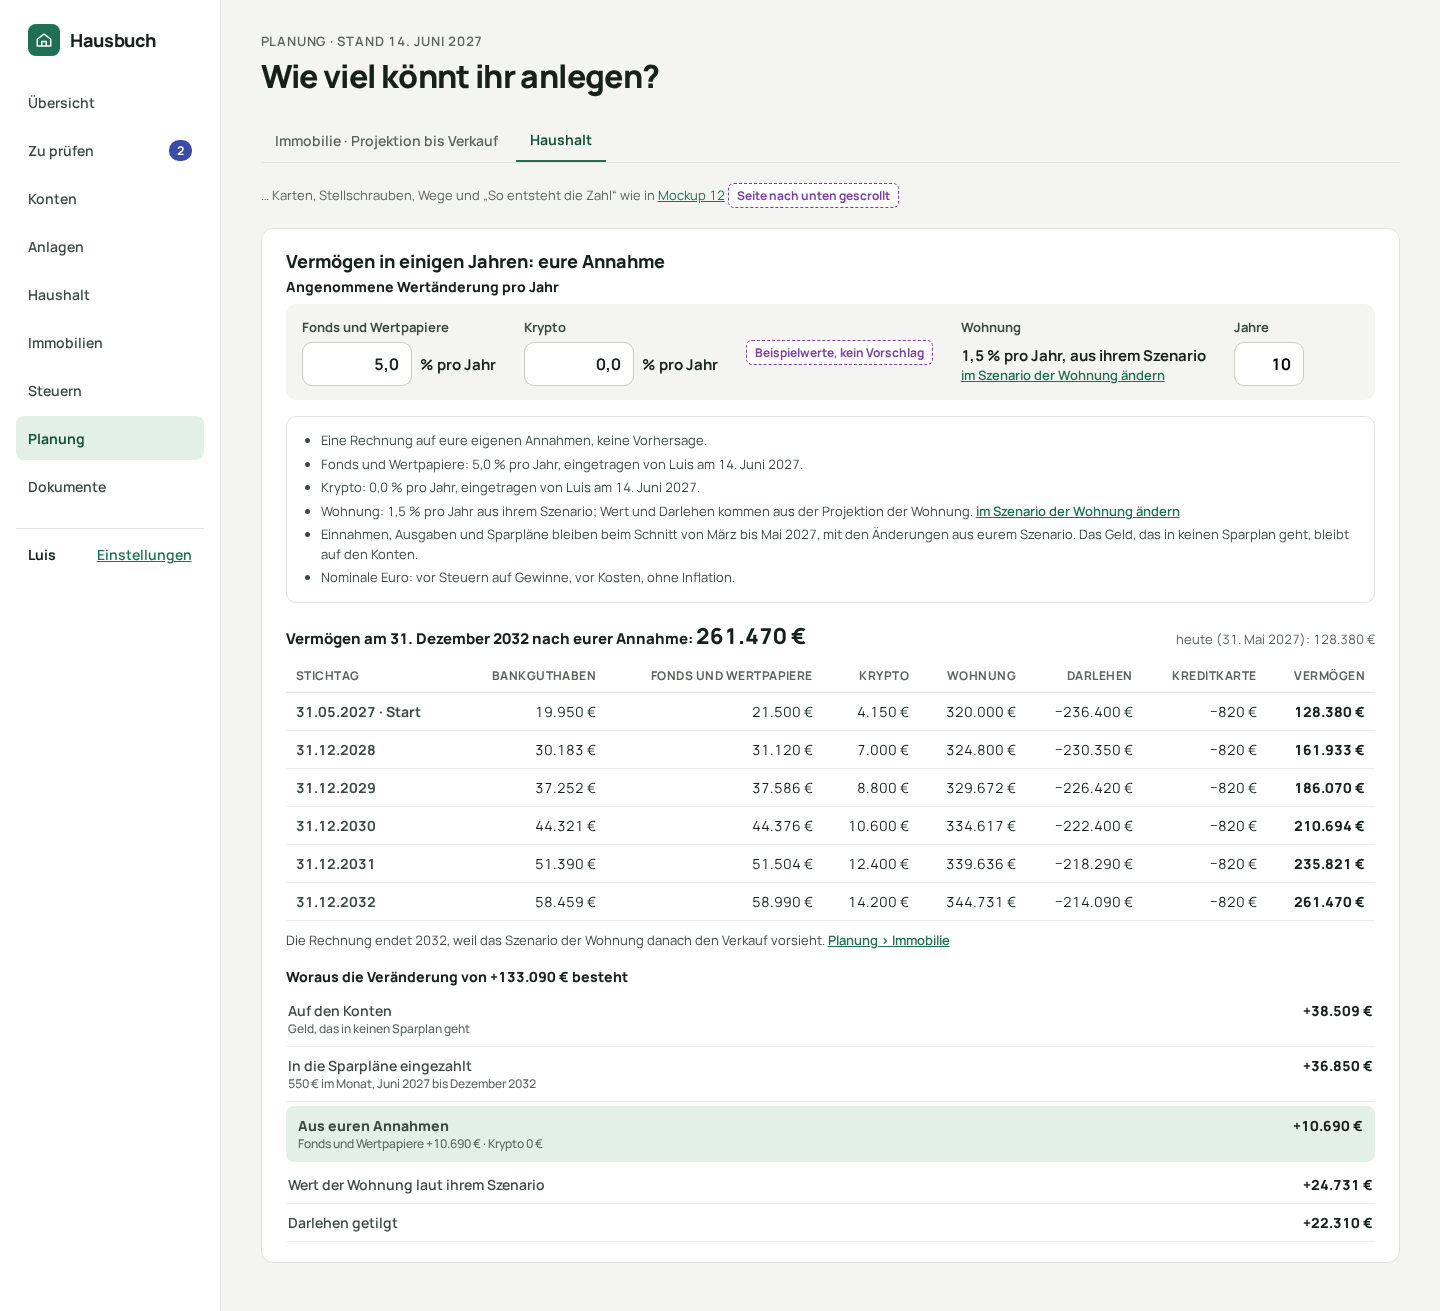 Hausbuch
Übersicht
Zu prüfen 2
Konten
Anlagen
Haushalt
Immobilien
Steuern
Planung
Dokumente
Luis Einstellungen
PLANUNG · STAND 14. JUNI 2027
Wie viel könnt ihr anlegen?
Immobilie · Projektion bis Verkauf Haushalt
… Karten, Stellschrauben, Wege und „So entsteht die Zahl“ wie in Mockup 12 Seite nach unten gescrollt
Vermögen in einigen Jahren: eure Annahme
Angenommene Wertänderung pro Jahr
Fonds und Wertpapiere Krypto Wohnung Jahre
5,0 % pro Jahr 0,0 % pro Jahr Beispielwerte, kein Vorschlag 1,5 % pro Jahr, aus ihrem Szenario 10
im Szenario der Wohnung ändern
• Eine Rechnung auf eure eigenen Annahmen, keine Vorhersage.
• Fonds und Wertpapiere: 5,0 % pro Jahr, eingetragen von Luis am 14. Juni 2027.
• Krypto: 0,0 % pro Jahr, eingetragen von Luis am 14. Juni 2027.
• Wohnung: 1,5 % pro Jahr aus ihrem Szenario; Wert und Darlehen kommen aus der Projektion der Wohnung. im Szenario der Wohnung ändern
• Einnahmen, Ausgaben und Sparpläne bleiben beim Schnitt von März bis Mai 2027, mit den Änderungen aus eurem Szenario. Das Geld, das in keinen Sparplan geht, bleibt
auf den Konten.
• Nominale Euro: vor Steuern auf Gewinne, vor Kosten, ohne Inflation.
Vermögen am 31. Dezember 2032 nach eurer Annahme: 261.470 € heute (31. Mai 2027): 128.380 €
STICHTAG BANKGUTHABEN FONDS UND WERTPAPIERE KRYPTO WOHNUNG DARLEHEN KREDITKARTE VERMÖGEN
31.05.2027 · Start 19.950 € 21.500 € 4.150 € 320.000 € −236.400 € −820 € 128.380 €
31.12.2028 30.183 € 31.120 € 7.000 € 324.800 € −230.350 € −820 € 161.933 €
31.12.2029 37.252 € 37.586 € 8.800 € 329.672 € −226.420 € −820 € 186.070 €
31.12.2030 44.321 € 44.376 € 10.600 € 334.617 € −222.400 € −820 € 210.694 €
31.12.2031 51.390 € 51.504 € 12.400 € 339.636 € −218.290 € −820 € 235.821 €
31.12.2032 58.459 € 58.990 € 14.200 € 344.731 € −214.090 € −820 € 261.470 €
Die Rechnung endet 2032, weil das Szenario der Wohnung danach den Verkauf vorsieht. Planung › Immobilie
Woraus die Veränderung von +133.090 € besteht
Auf den Konten +38.509 €
Geld, das in keinen Sparplan geht
In die Sparpläne eingezahlt +36.850 €
550 € im Monat, Juni 2027 bis Dezember 2032
Aus euren Annahmen +10.690 €
Fonds und Wertpapiere +10.690 € · Krypto 0 €
Wert der Wohnung laut ihrem Szenario +24.731 €
Darlehen getilgt +22.310 €